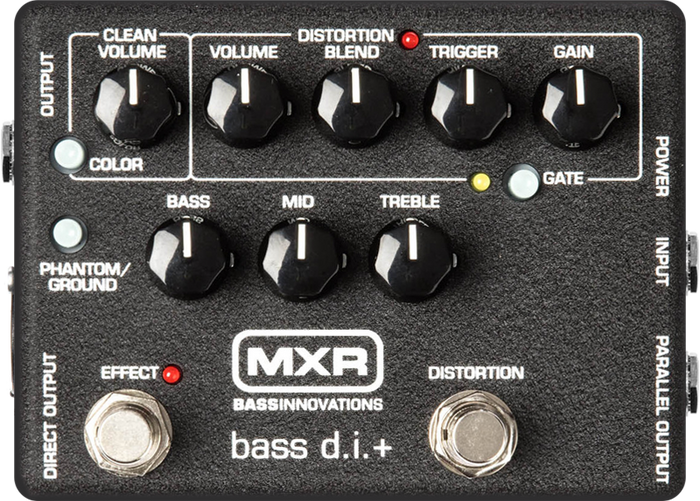 CLEAN
VOLUME
VOLUME
DISTORTION
BLEND
TRIGGER
GAIN
OUTPUT
COLOR
GATE
POWER
BASS
MID
TREBLE
PHANTOM/
GROUND
INPUT
MXR
BASSINNOVATIONS
bass d.i.+
EFFECT
DISTORTION
DIRECT OUTPUT
PARALLEL OUTPUT